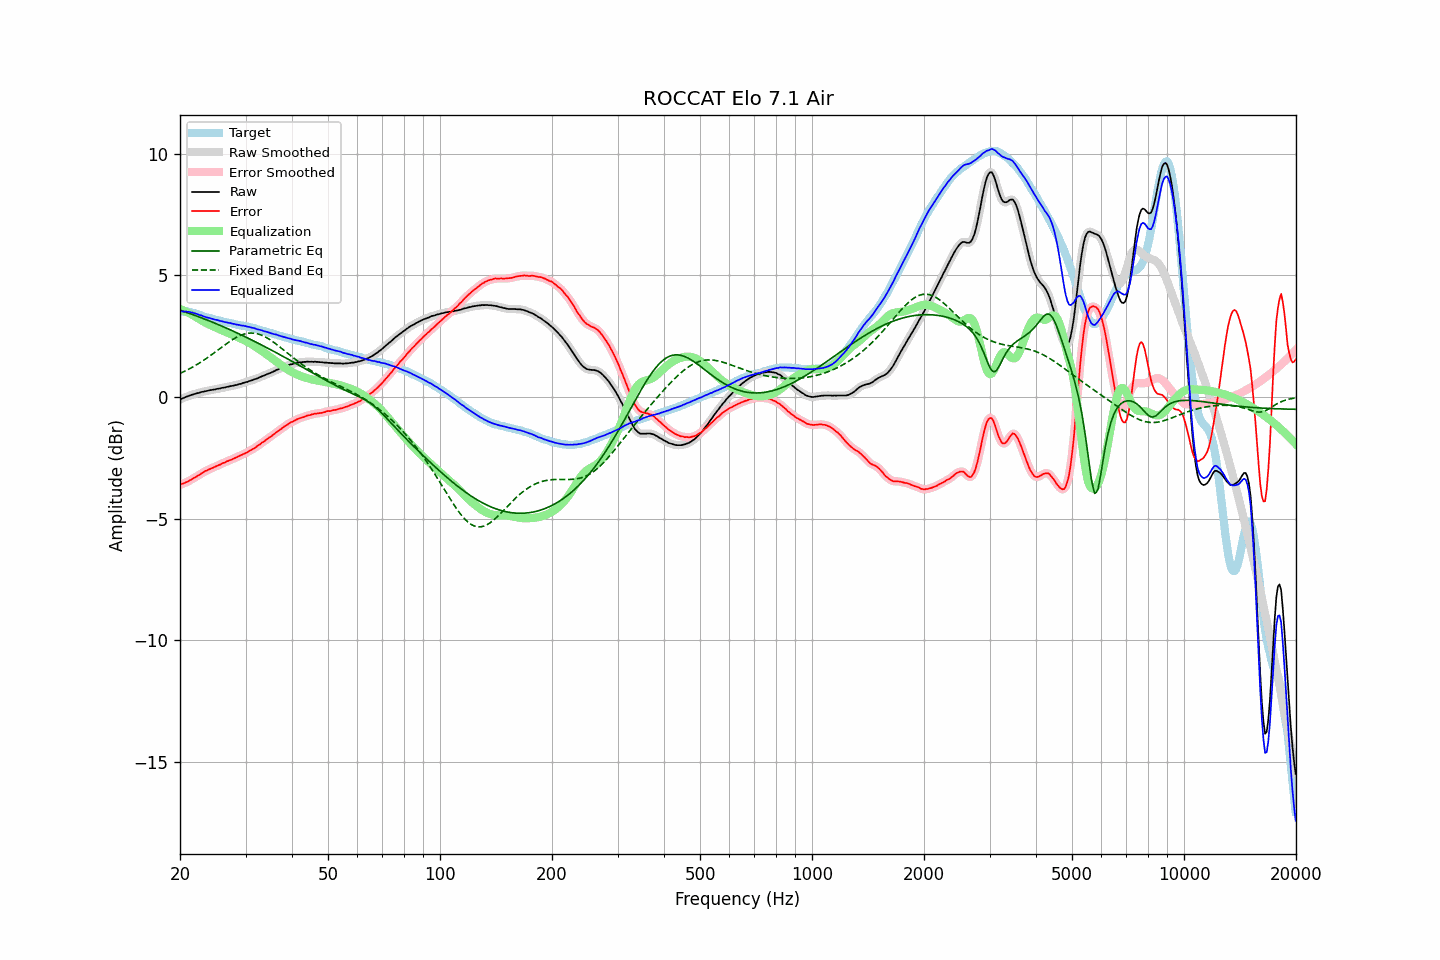 ROCCAT Elo 7.1 Air
Target
Raw Smoothed
Error Smoothed
Raw
Error
Equalization
Parametric Eq
Fixed Band Eq
Equalized
10
5
0
−5
−10
−15
Amplitude (dBr)
20 50 100 200 500 1000 2000 5000 10000 20000
Frequency (Hz)